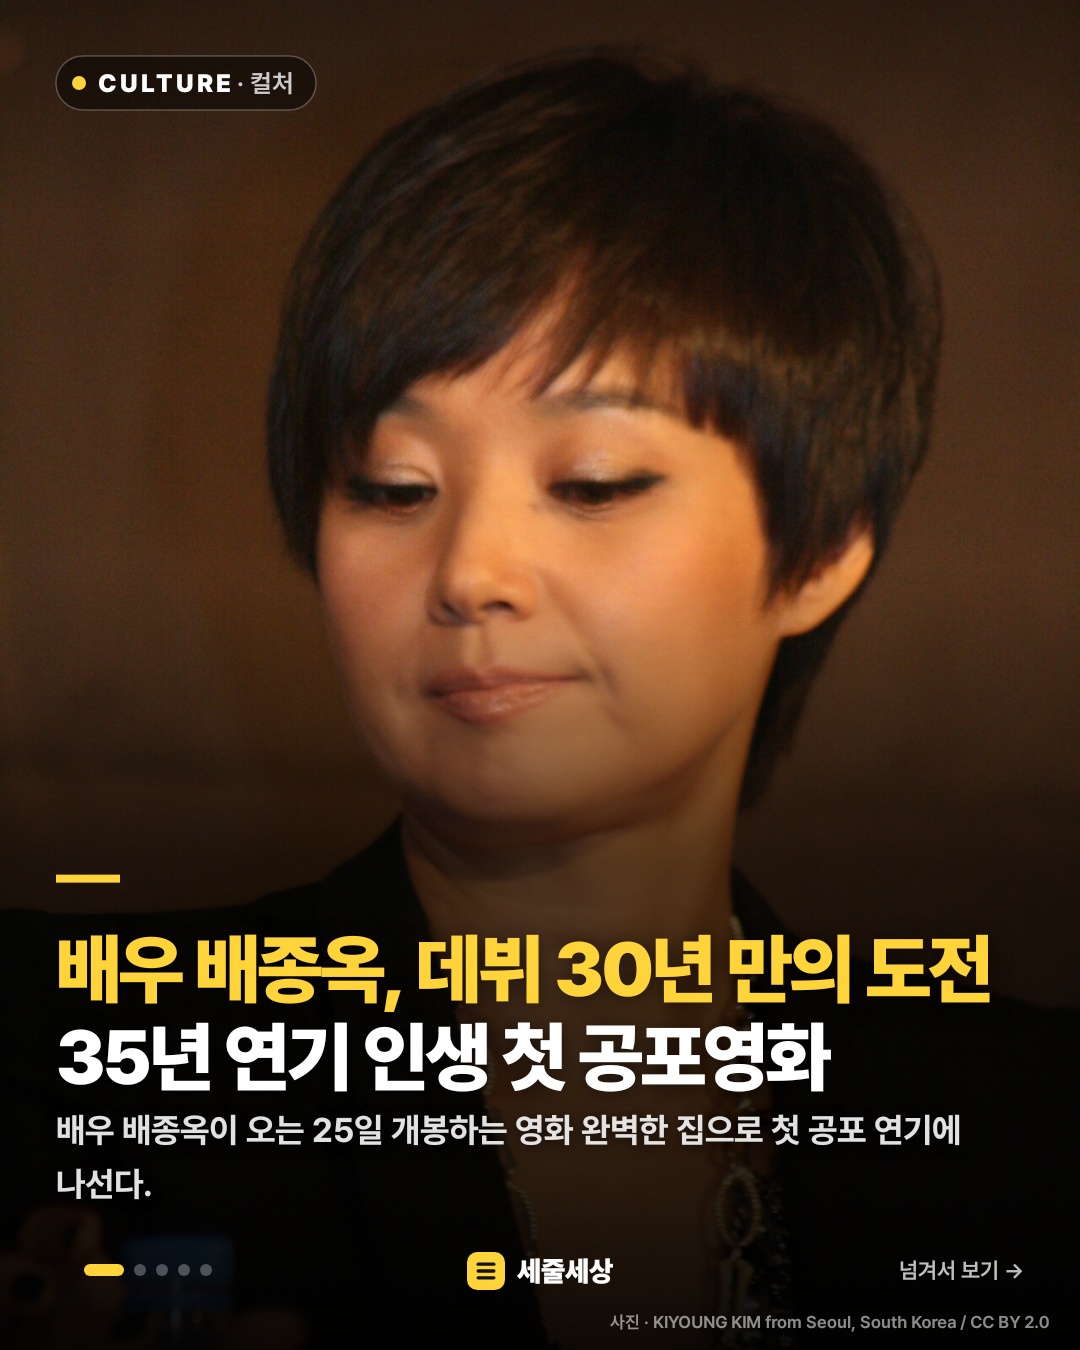 CULTURE · 컬처
배우 배종옥, 데뷔 30년 만의 도전
35년 연기 인생 첫 공포영화
배우 배종옥이 오는 25일 개봉하는 영화 완벽한 집으로 첫 공포 연기에
나선다.
세줄세상
넘겨서 보기 →
사진 · KIYOUNG KIM from Seoul, South Korea / CC BY 2.0